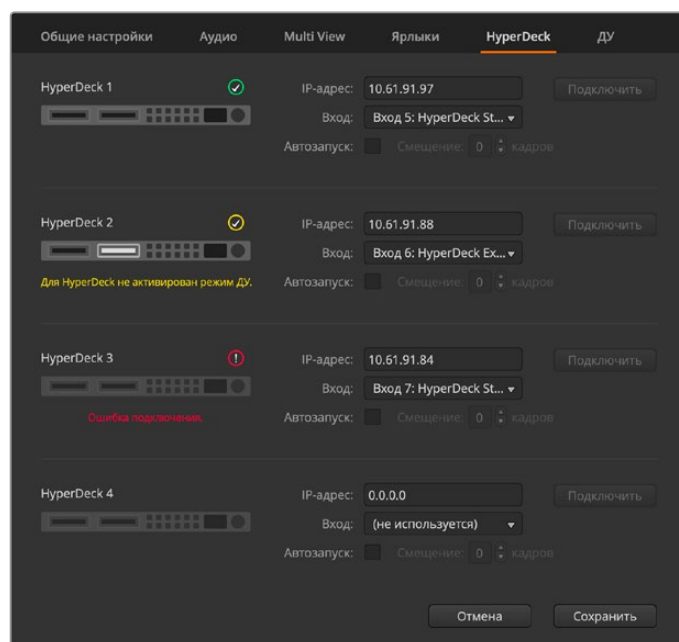 Общие настройки Аудио Multi View Ярлыки HyperDeck ДУ
HyperDeck 1 IP-адрес: 10.61.91.97 Подключить
Вход: Вход 5: HyperDeck St...
Автозапуск: Смещение: 0 кадров
HyperDeck 2 IP-адрес: 10.61.91.88 Подключить
Вход: Вход 6: HyperDeck Ex...
Для HyperDeck не активирован режим ДУ. Автозапуск: Смещение: 0 кадров
HyperDeck 3 IP-адрес: 10.61.91.84 Подключить
Вход: Вход 7: HyperDeck St...
Ошибка подключения. Автозапуск: Смещение: 0 кадров
HyperDeck 4 IP-адрес: 0.0.0.0 Подключить
Вход: (не используется)
Автозапуск: Смещение: 0 кадров
Отмена Сохранить